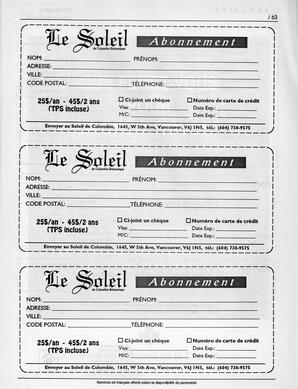 / 63
Le Soleil Abonnement
de Colombie-Britannique
NOM: PRÉNOM:
ADRESSE:
VILLE:
CODE POSTAL: TÉLÉPHONE:
25$/an - 45$/2 ans Ci-joint un chèque Numéro de carte de crédit
(TPS incluse) Visa: Date Exp.:
M/C: Date Exp.:
Envoyer au Soleil de Colombie, 1645, W 5th Ave, Vancouver, V6J 1N5, tél.: (604) 730-9575
Le Soleil Abonnement
de Colombie-Britannique
NOM: PRÉNOM:
ADRESSE:
VILLE:
CODE POSTAL: TÉLÉPHONE:
25$/an - 45$/2 ans Ci-joint un chèque Numéro de carte de crédit
(TPS incluse) Visa: Date Exp.:
M/C: Date Exp.:
Envoyer au Soleil de Colombie, 1645, W 5th Ave, Vancouver, V6J 1N5, tél.: (604) 730-9575
Le Soleil Abonnement
de Colombie-Britannique
NOM: PRÉNOM:
ADRESSE:
VILLE:
CODE POSTAL: TÉLÉPHONE:
25$/an - 45$/2 ans Ci-joint un chèque Numéro de carte de crédit
(TPS incluse) Visa: Date Exp.:
M/C: Date Exp.:
Envoyer au Soleil de Colombie, 1645, W 5th Ave, Vancouver, V6J 1N5, tél.: (604) 730-9575
Services en français offerts selon la disponibilité du personnel